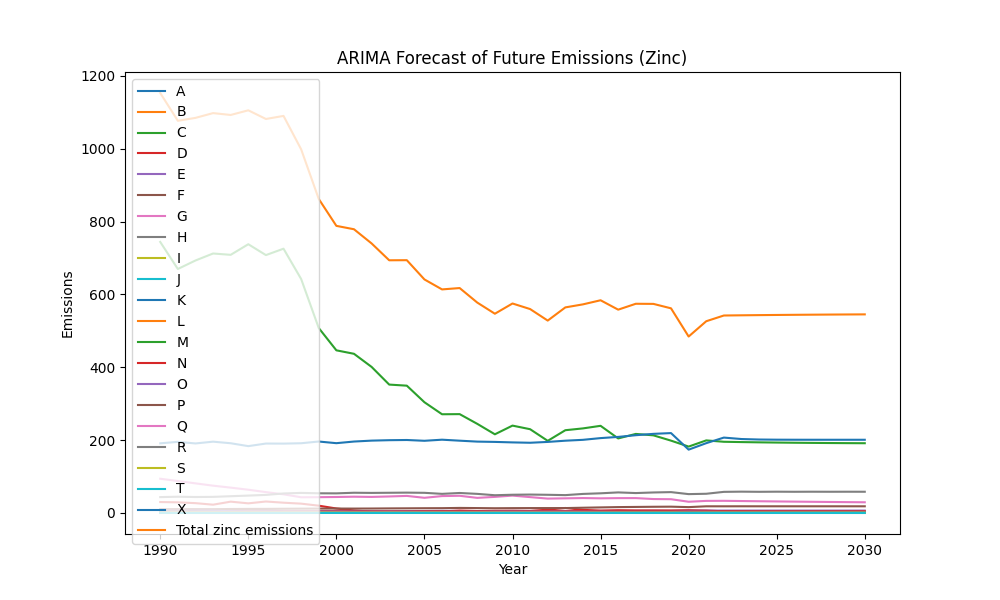 ARIMA Forecast of Future Emissions (Zinc)
1200
1000
800
600
400
200
0
Emissions
A
B
C
D
E
F
G
H
I
J
K
L
M
N
O
P
Q
R
S
T
X
Total zinc emissions
1990 1995 2000 2005 2010 2015 2020 2025 2030
Year